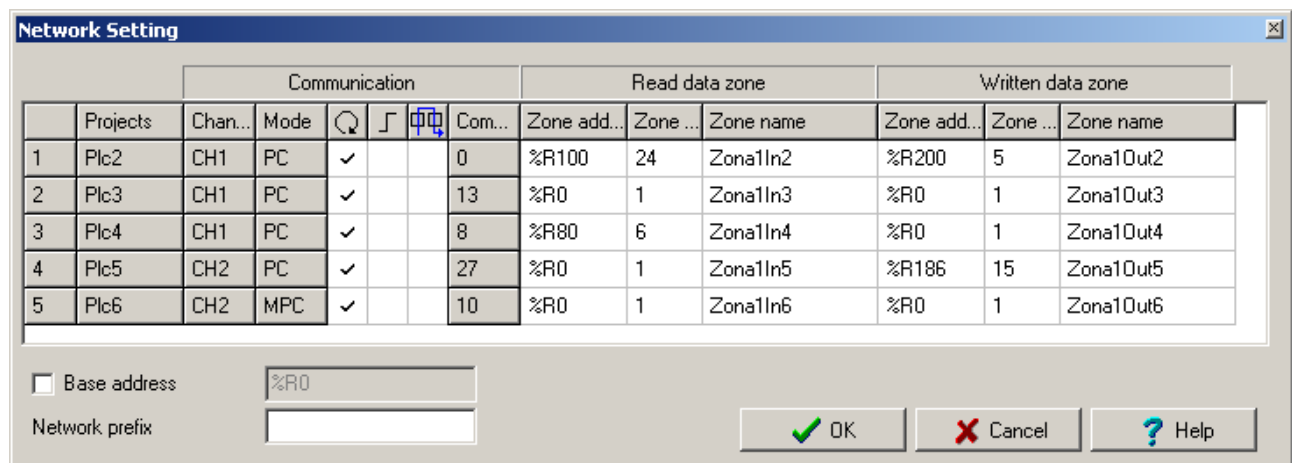 Network Setting
Communication Read data zone Written data zone
Projects Chan... Mode Com... Zone add... Zone ... Zone name Zone add... Zone ... Zone name
1 Plc2 CH1 PC 0 %R100 24 Zona1In2 %R200 5 Zona1Out2
2 Plc3 CH1 PC 13 %R0 1 Zona1In3 %R0 1 Zona1Out3
3 Plc4 CH1 PC 8 %R80 6 Zona1In4 %R0 1 Zona1Out4
4 Plc5 CH2 PC 27 %R0 1 Zona1In5 %R186 15 Zona1Out5
5 Plc6 CH2 MPC 10 %R0 1 Zona1In6 %R0 1 Zona1Out6
Base address %R0
Network prefix
OK Cancel Help